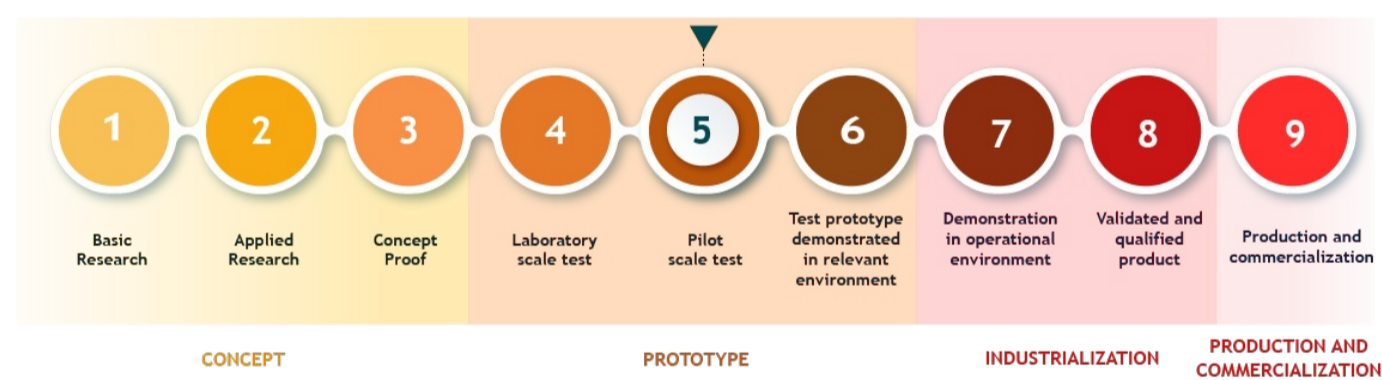 1
2
3
4
5
6
7
8
9
Basic
Research
Applied
Research
Concept
Proof
Laboratory
scale test
Pilot
scale test
Test prototype
demonstrated
in relevant
environment
Demonstration
in operational
environment
Validated and
qualified
product
Production and
commercialization
CONCEPT
PROTOTYPE
INDUSTRIALIZATION
PRODUCTION AND
COMMERCIALIZATION